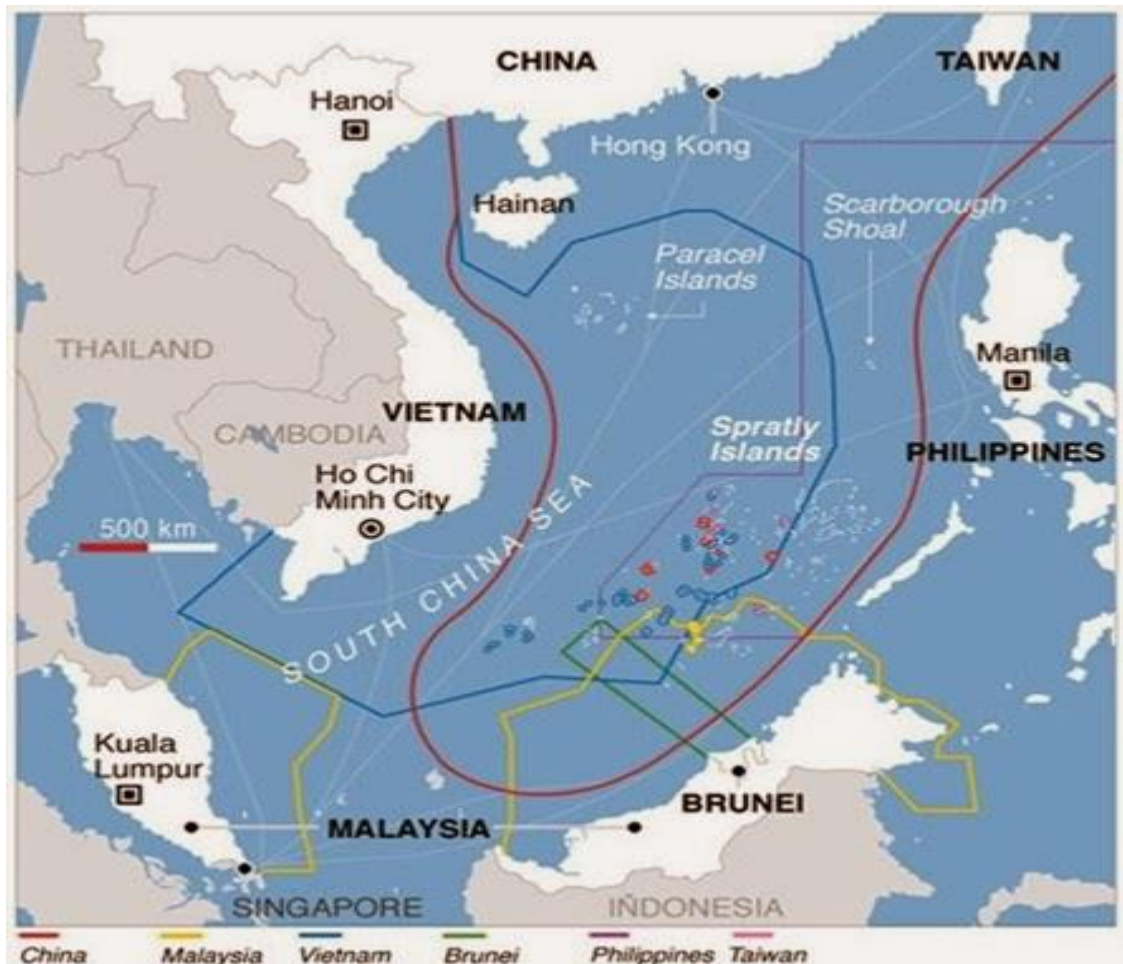 CHINA
TAIWAN
Hanoi
Hong Kong
Hainan
Scarborough
Shoal
Paracel
Islands
THAILAND
Manila
VIETNAM
CAMBODIA
Spratly
Islands
PHILIPPINES
Ho Chi
Minh City
500 km
SOUTH CHINA SEA
Kuala
Lumpur
BRUNEI
MALAYSIA
SINGAPORE
INDONESIA
China
Malaysia
Vietnam
Brunei
Philippines
Taiwan